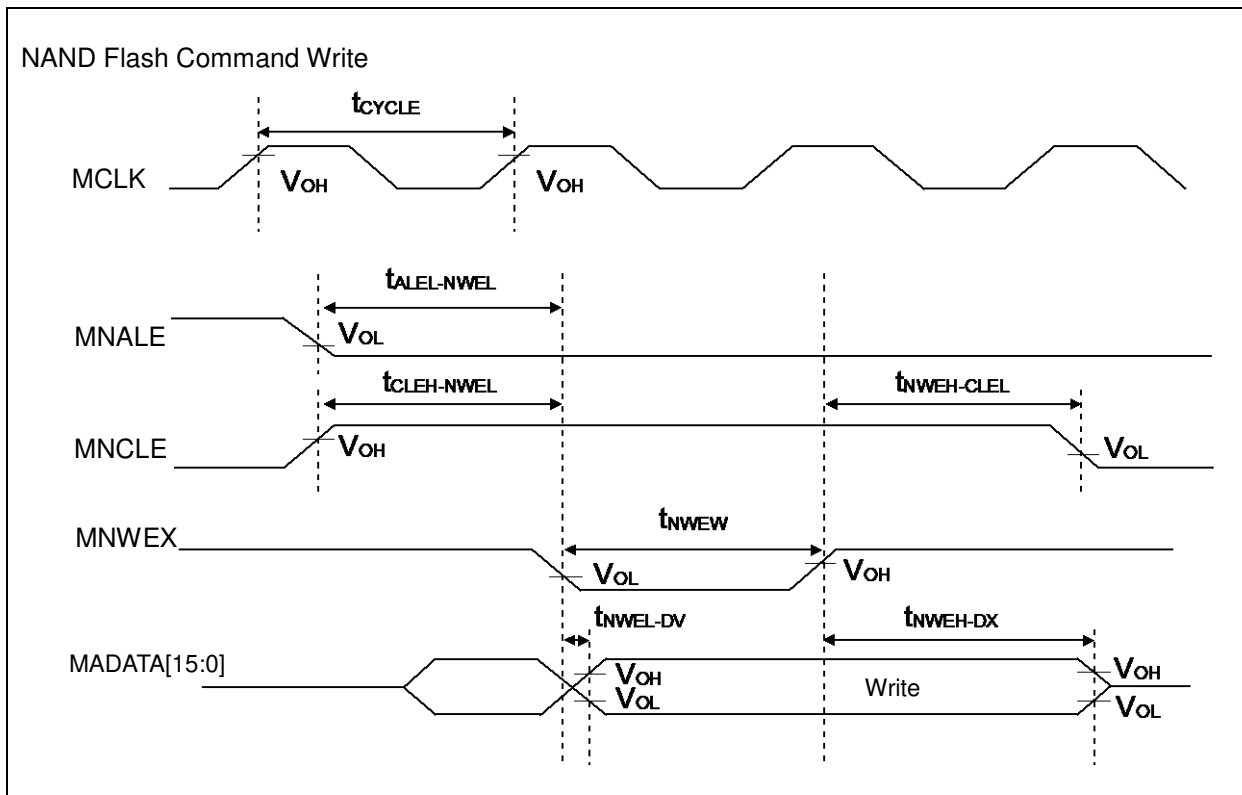 NAND Flash Command Write
tCYCLE
MCLK
VOH
VOH
tALEL-NWEL
MNALE
VOL
tCLEH-NWEL
tNWEH-CLEL
MNCLE
VOH
VOL
MNWEX
tNWEW
VOL
VOH
tNWEL-DV
tNWEH-DX
MADATA[15:0]
VOH
VOL
Write
VOH
VOL